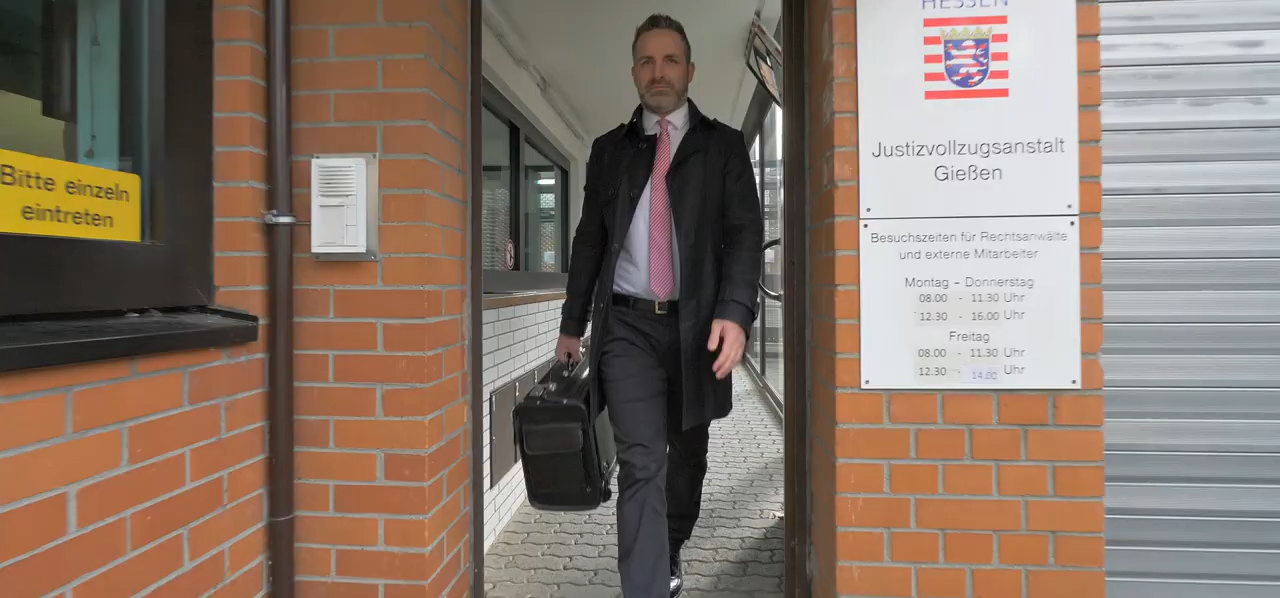 Bitte einzeln
eintreten
HESSEN
Justizvollzugsanstalt
Gießen
Besuchszeiten für Rechtsanwälte
und externe Mitarbeiter
Montag - Donnerstag
08.00 - 11.30 Uhr
12.30 - 16.00 Uhr
Freitag
08.00 - 11.30 Uhr
12.30 - 14.00 Uhr